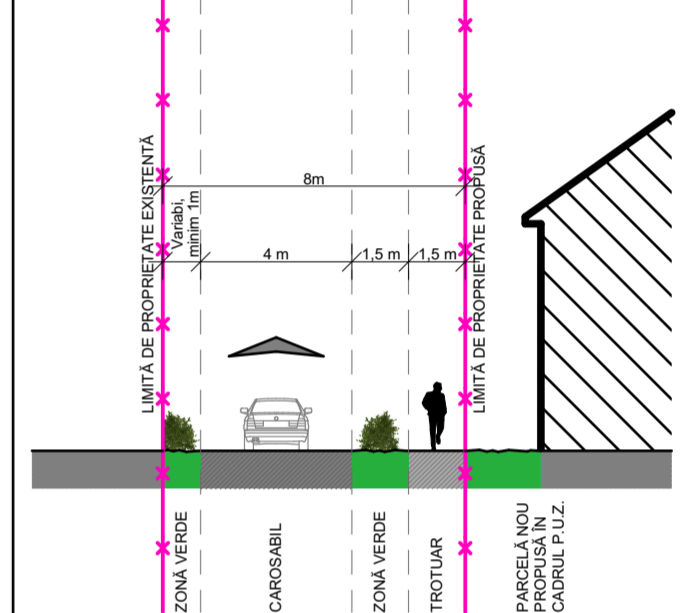 LIMITĂ DE PROPRIETATE EXISTENTĂ
8m
Variabi,
minim 1m
4 m
1,5 m
1,5 m
LIMITĂ DE PROPRIETATE PROPUSĂ
ZONĂ VERDE
CAROSABIL
ZONĂ VERDE
TROTUAR
PARCELĂ NOU
PROPUSĂ ÎN
CADRUL P.U.Z.